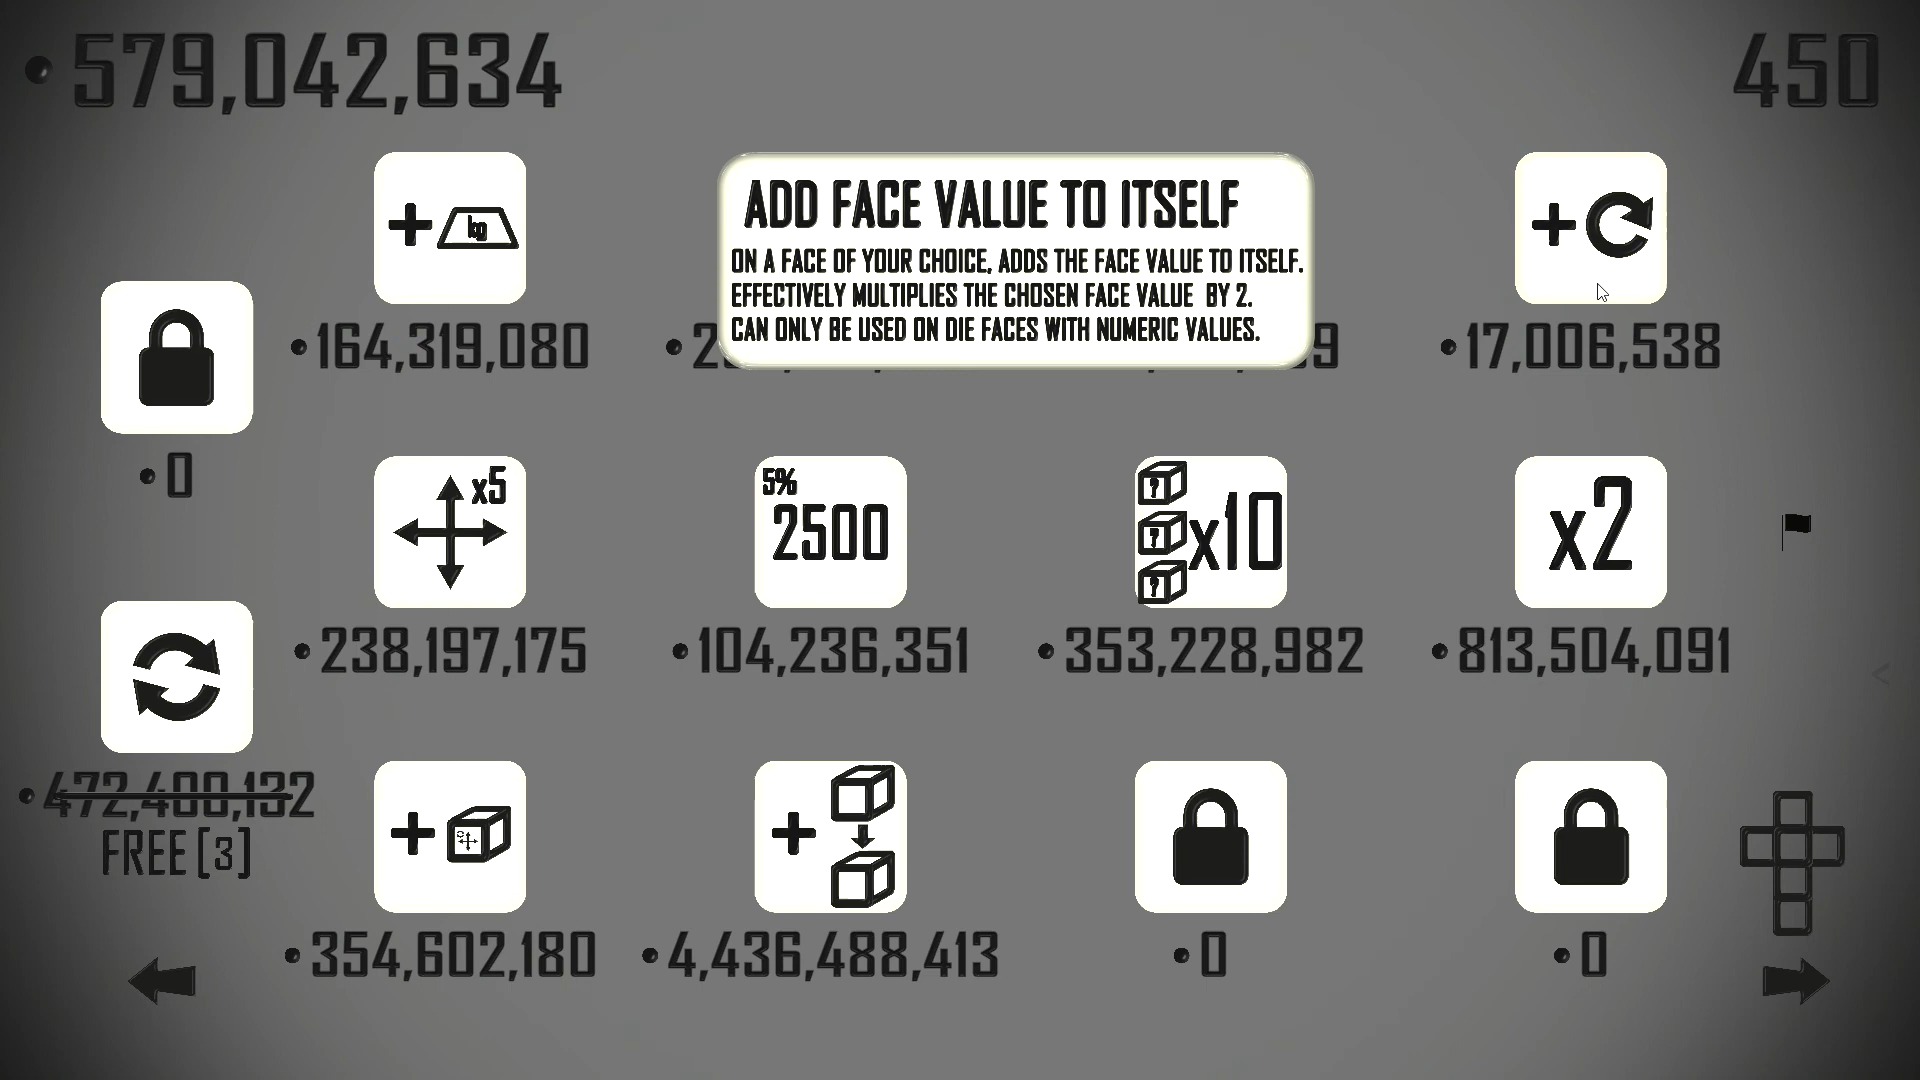 579,042,634
450
ADD FACE VALUE TO ITSELF
ON A FACE OF YOUR CHOICE, ADDS THE FACE VALUE TO ITSELF.
EFFECTIVELY MULTIPLIES THE CHOSEN FACE VALUE BY 2.
CAN ONLY BE USED ON DIE FACES WITH NUMERIC VALUES.
+ kg
+
164,319,080
17,006,538
0
x5
5%
2500
? ? ? x10
x2
238,197,175
104,236,351
353,228,982
813,504,091
472,400,132
FREE [3]
+
+
354,602,180
4,436,488,413
0
0